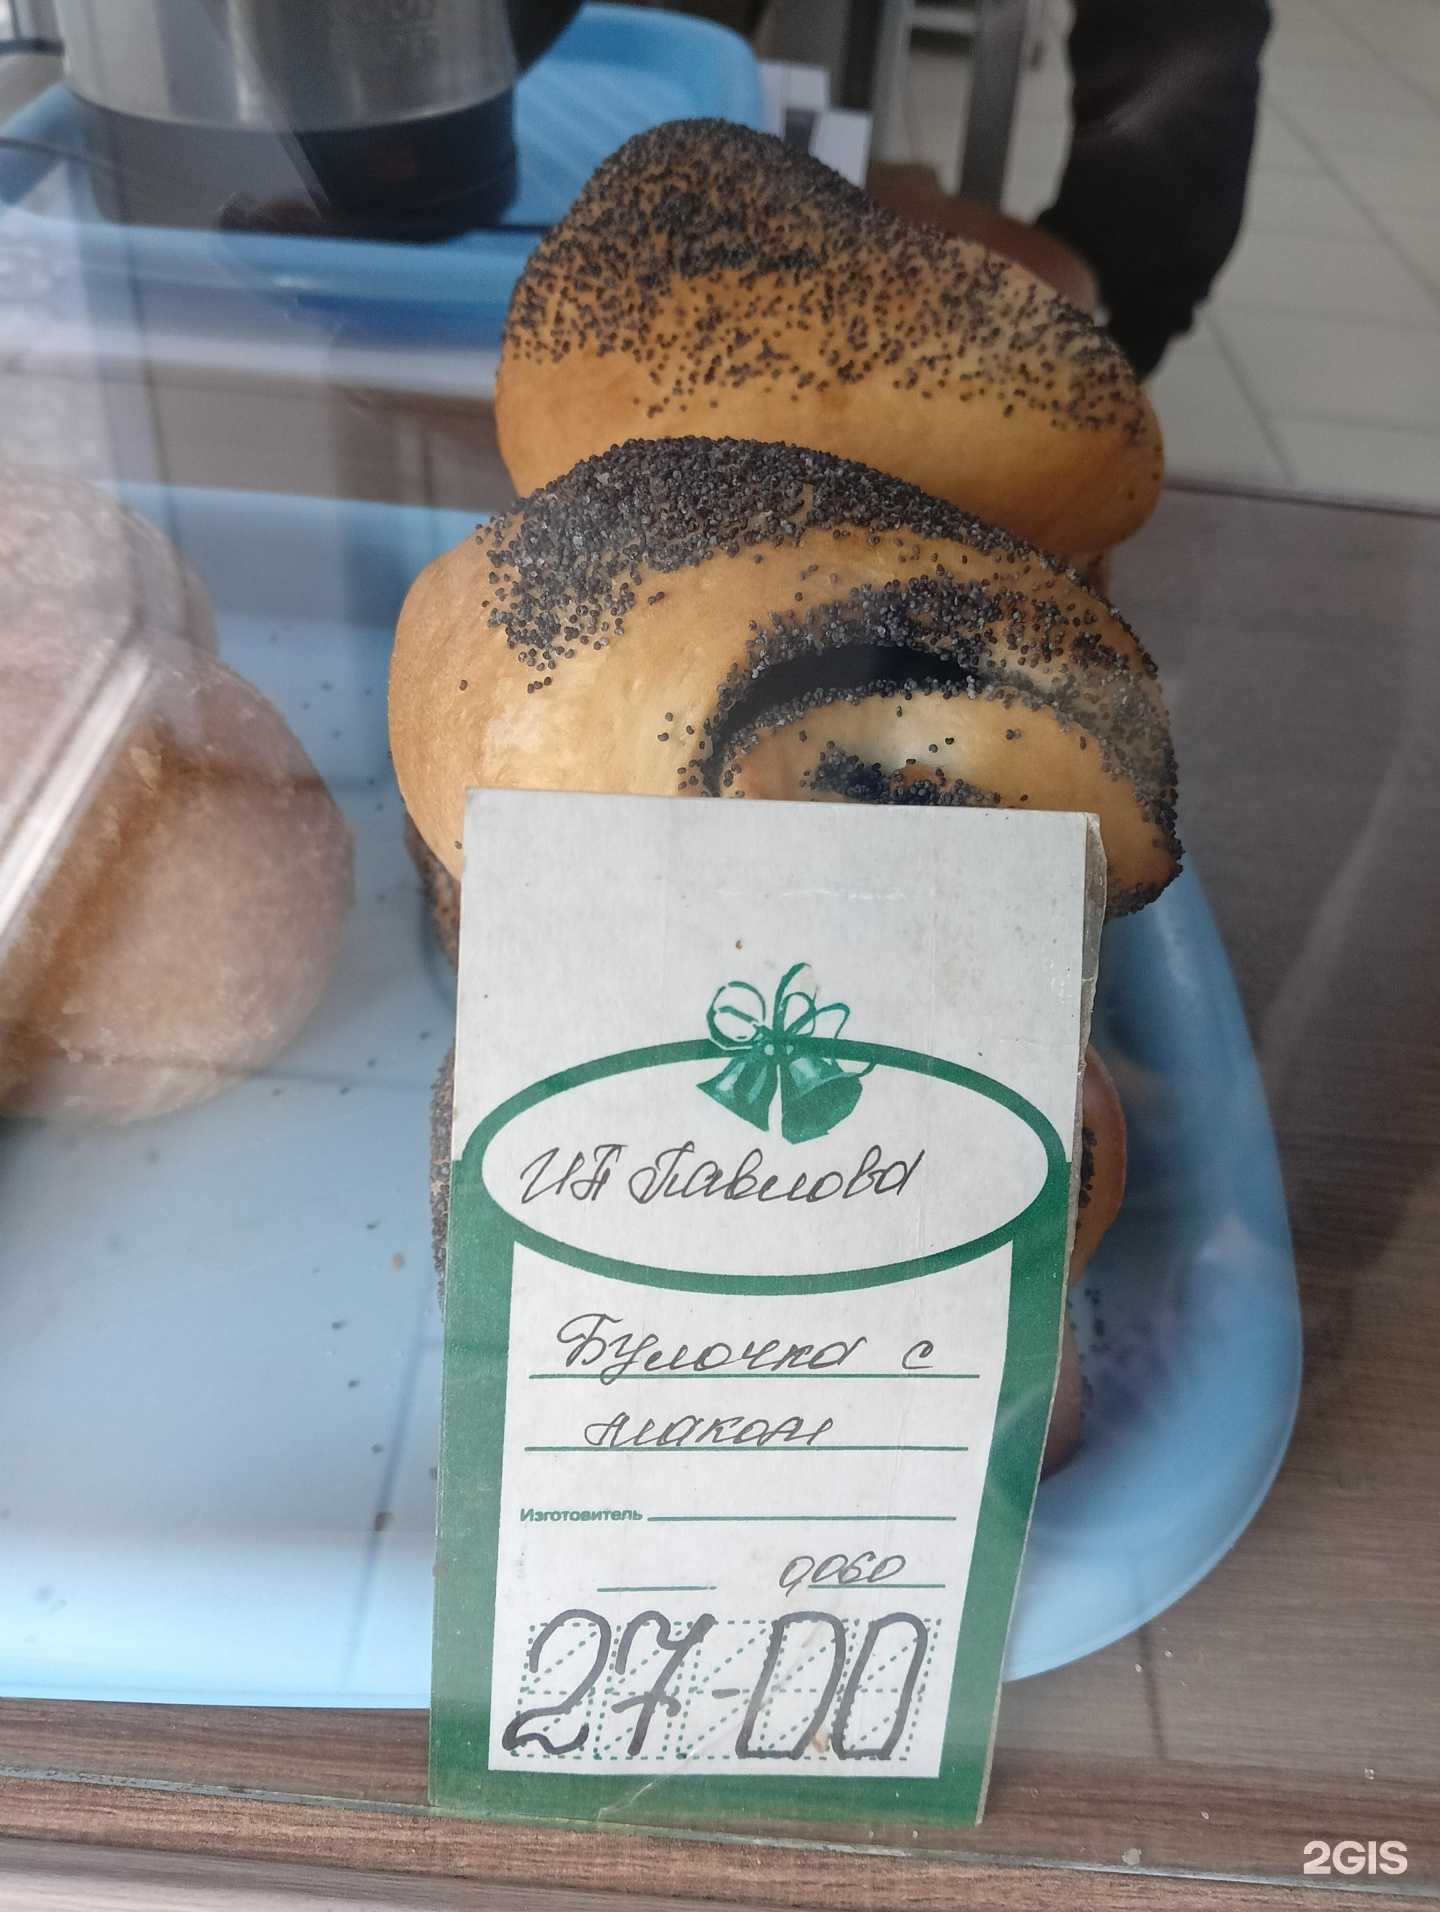 ИП Павлова
Булочка с
маком
Изготовитель
0,060
27-00
2GIS